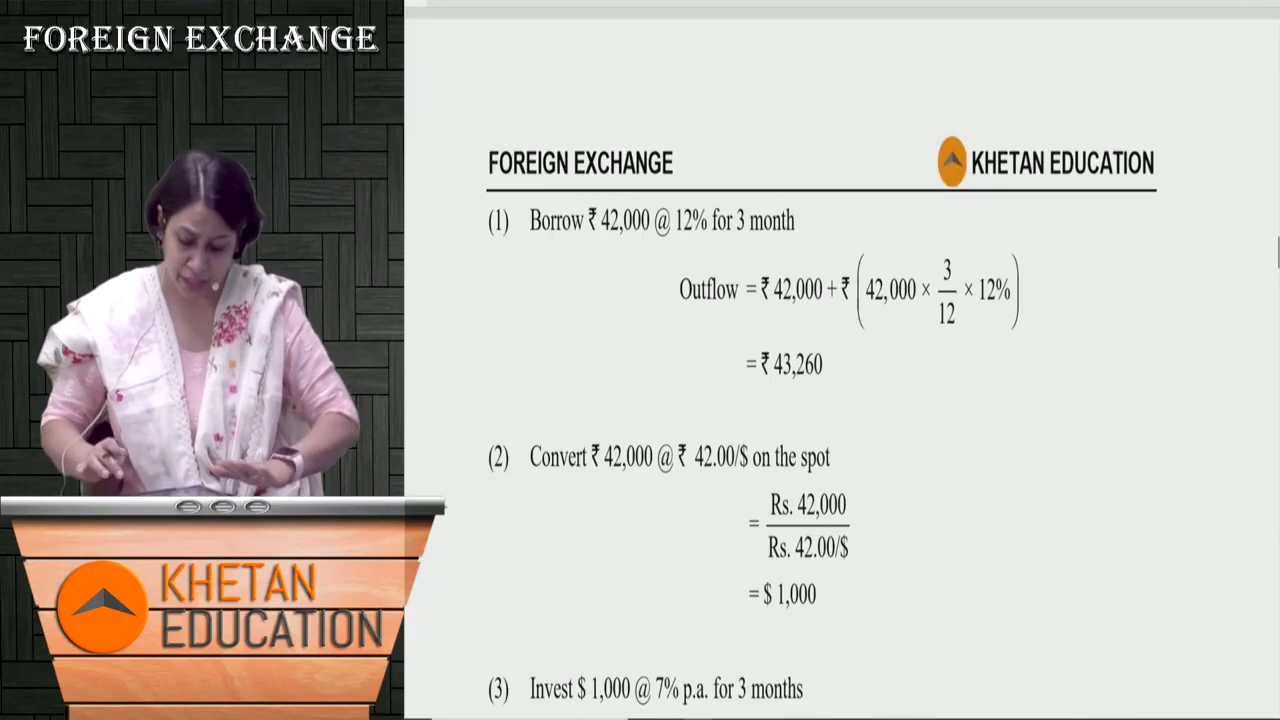 FOREIGN EXCHANGE
FOREIGN EXCHANGE
KHETAN EDUCATION
(1) Borrow ₹ 42,000 @ 12% for 3 month
Outflow = ₹ 42,000 + ₹ (42,000 × 3/12 × 12%)
= ₹ 43,260
(2) Convert ₹ 42,000 @ ₹ 42.00/$ on the spot
= Rs. 42,000 / Rs. 42.00/$
= $ 1,000
(3) Invest $ 1,000 @ 7% p.a. for 3 months
KHETAN
EDUCATION